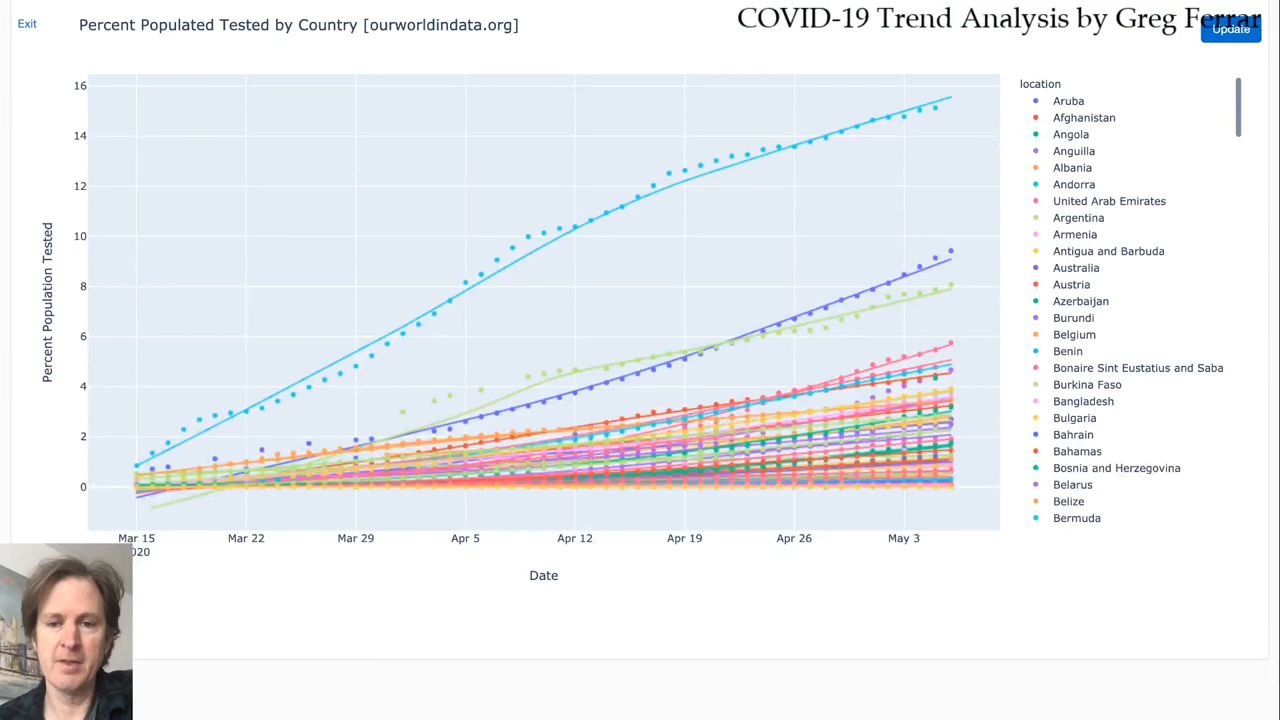 COVID-19 Trend Analysis by Greg Ferrar
Exit
Percent Populated Tested by Country [ourworldindata.org]
Update
16
14
12
10
8
6
4
2
0
Percent Population Tested
Mar 15
2020
Mar 22
Mar 29
Apr 5
Apr 12
Apr 19
Apr 26
May 3
Date
location
Aruba
Afghanistan
Angola
Anguilla
Albania
Andorra
United Arab Emirates
Argentina
Armenia
Antigua and Barbuda
Australia
Austria
Azerbaijan
Burundi
Belgium
Benin
Bonaire Sint Eustatius and Saba
Burkina Faso
Bangladesh
Bulgaria
Bahrain
Bahamas
Bosnia and Herzegovina
Belarus
Belize
Bermuda